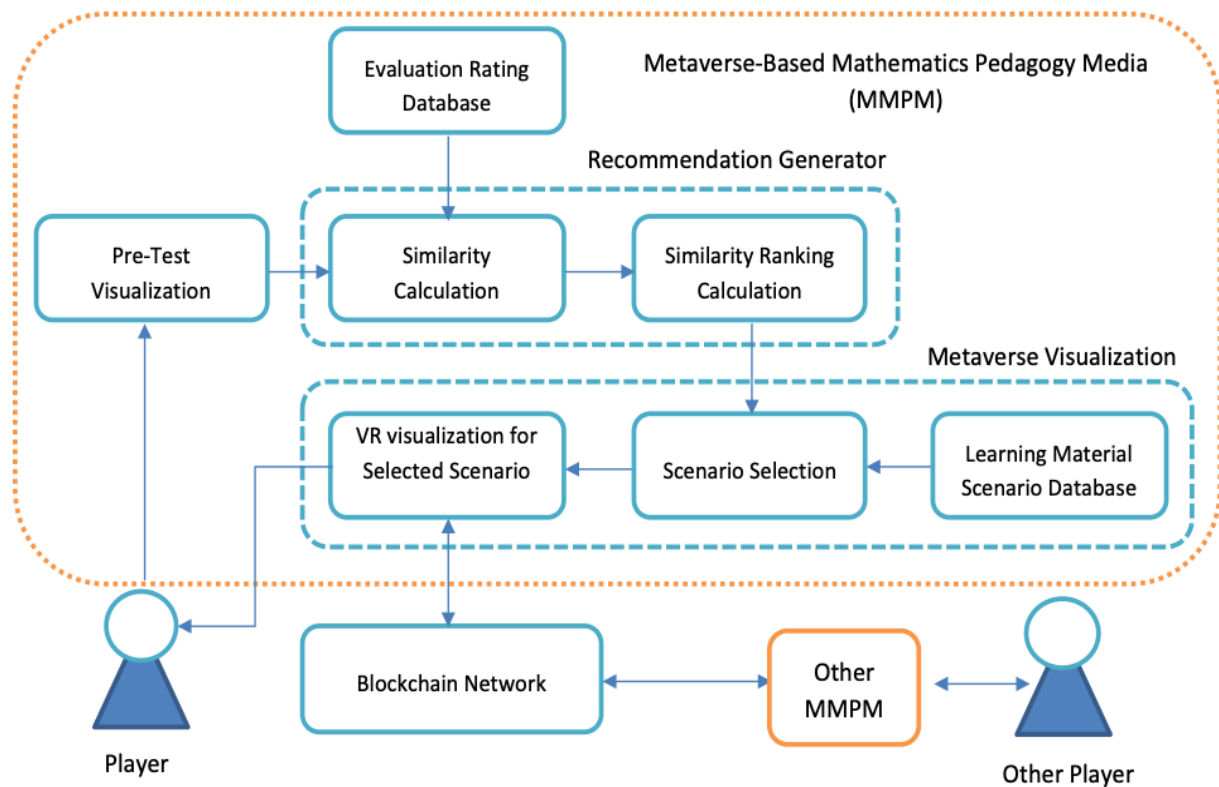 Evaluation Rating
Database
Metaverse-Based Mathematics Pedagogy Media
(MMPM)
Recommendation Generator
Pre-Test
Visualization
Similarity
Calculation
Similarity Ranking
Calculation
Metaverse Visualization
VR visualization for
Selected Scenario
Scenario Selection
Learning Material
Scenario Database
Blockchain Network
Other
MMPM
Player
Other Player